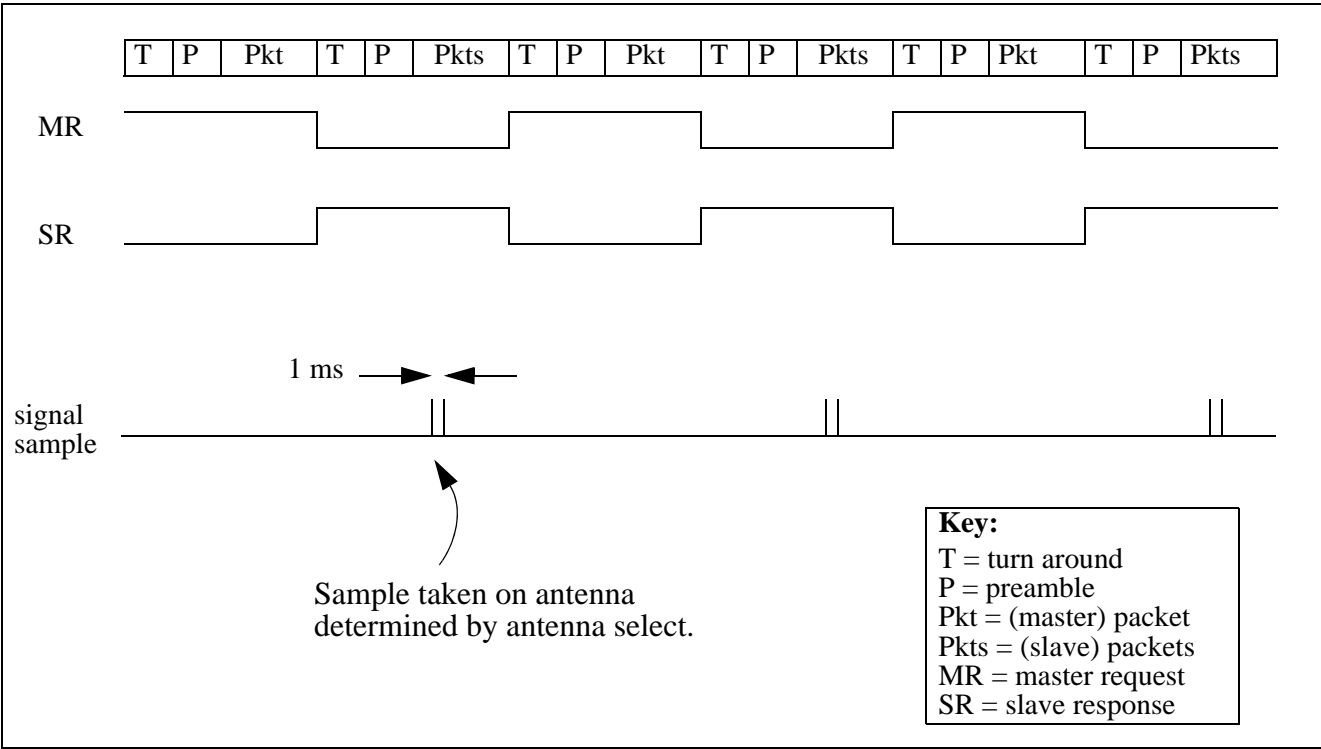 T P Pkt T P Pkts T P Pkt T P Pkts T P Pkt T P Pkts
MR
SR
1 ms
signal
sample
Sample taken on antenna
determined by antenna select.
Key:
T = turn around
P = preamble
Pkt = (master) packet
Pkts = (slave) packets
MR = master request
SR = slave response